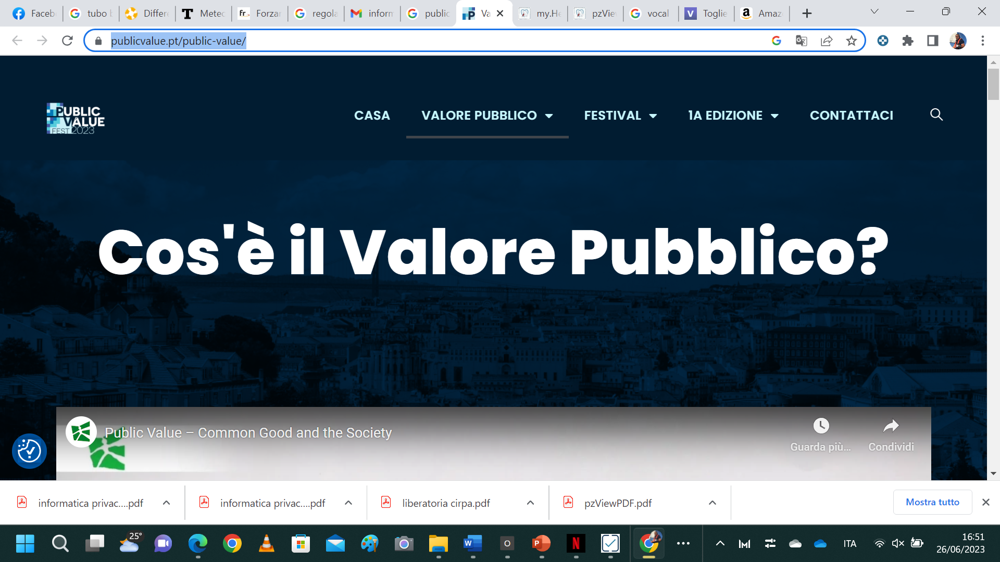 Faceb
tubo b
Differe
Metec
Forzar
regola
inform
public
Va
my.He
pzViev
vocal
Toglie
Amaz
publicvalue.pt/public-value/
PUBLIC
VALUE
FEST 2023
CASA
VALORE PUBBLICO
FESTIVAL
1A EDIZIONE
CONTATTACI
Cos'è il Valore Pubblico?
Public Value – Common Good and the Society
Guarda più...
Condividi
informatica privac....pdf
informatica privac....pdf
liberatoria cirpa.pdf
pzViewPDF.pdf
Mostra tutto
25°
ITA
16:51
26/06/2023